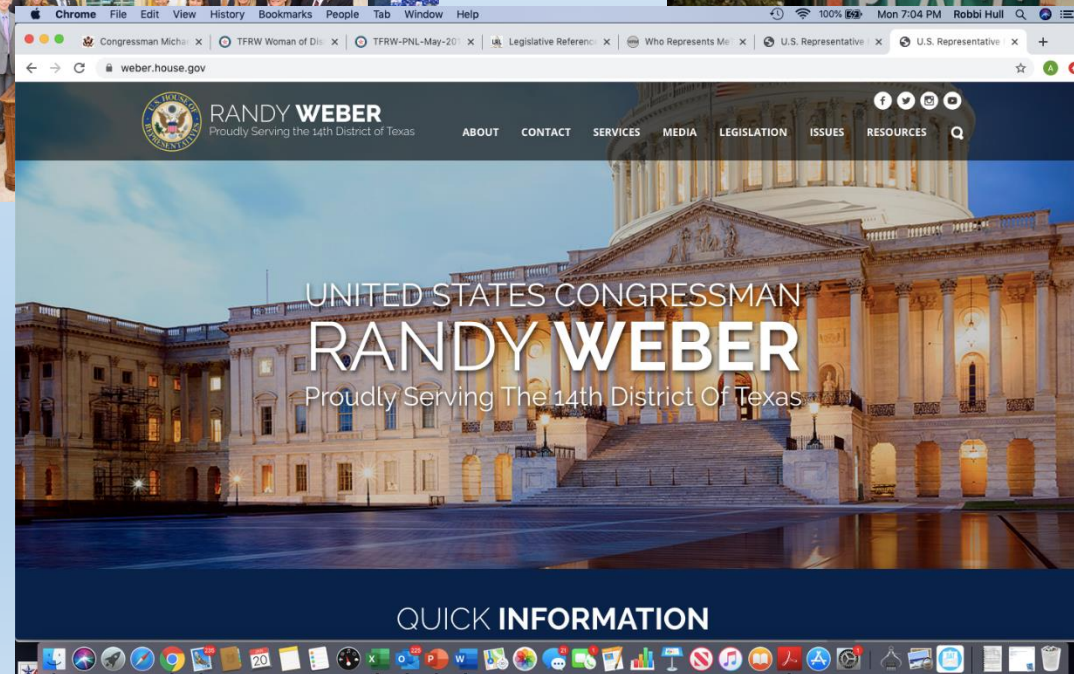 Chrome File Edit View History Bookmarks People Tab Window Help 100% Mon 7:04 PM Robbi Hull
Congressman Michae TFRW Woman of Dis TFRW-PNL-May-201 Legislative Reference Who Represents Me? U.S. Representative U.S. Representative
weber.house.gov A
RANDY WEBER
Proudly Serving the 14th District of Texas
ABOUT CONTACT SERVICES MEDIA LEGISLATION ISSUES RESOURCES
UNITED STATES CONGRESSMAN
RANDY WEBER
Proudly Serving The 14th District Of Texas
QUICK INFORMATION
20